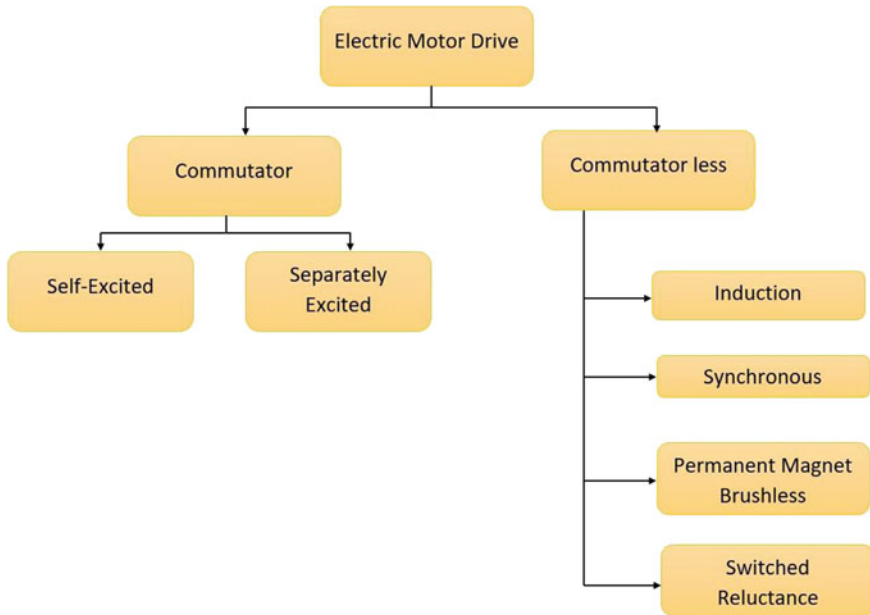 Electric Motor Drive
Commutator
Commutator less
Self-Excited
Separately
Excited
Induction
Synchronous
Permanent Magnet
Brushless
Switched
Reluctance